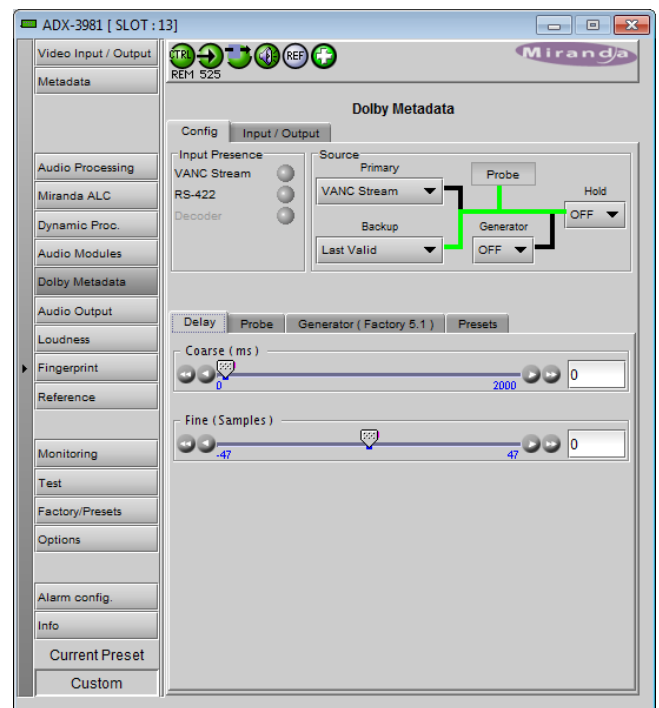 ADX-3981 [ SLOT : 13]
Video Input / Output
Metadata
Audio Processing
Miranda ALC
Dynamic Proc.
Audio Modules
Dolby Metadata
Audio Output
Loudness
Fingerprint
Reference
Monitoring
Test
Factory/Presets
Options
Alarm config.
Info
Current Preset
Custom
CTRL
REF
REM 525
Miranda
Dolby Metadata
Config
Input / Output
Input Presence
VANC Stream
RS-422
Decoder
Source
Primary
VANC Stream
Backup
Last Valid
Probe
Generator
OFF
Hold
OFF
Delay
Probe
Generator ( Factory 5.1 )
Presets
Coarse ( ms )
0
2000
0
Fine ( Samples )
-47
47
0